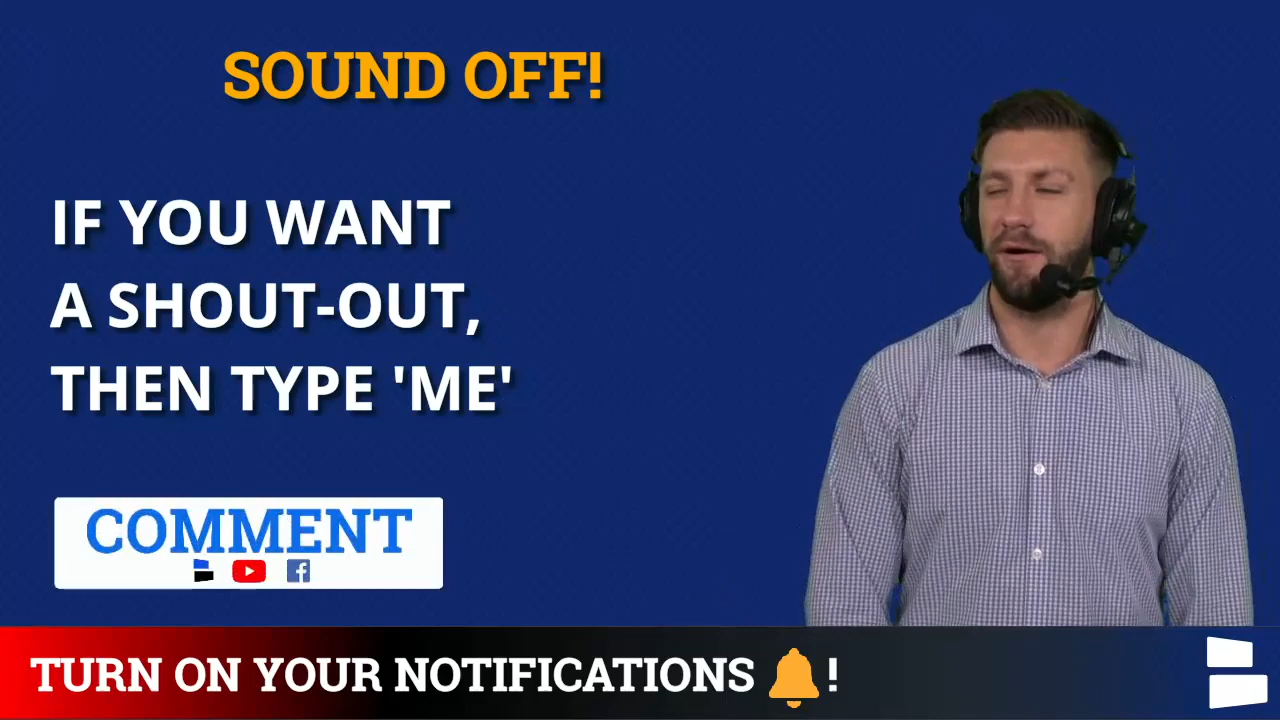 SOUND OFF!
IF YOU WANT
A SHOUT-OUT,
THEN TYPE 'ME'
COMMENT
TURN ON YOUR NOTIFICATIONS !